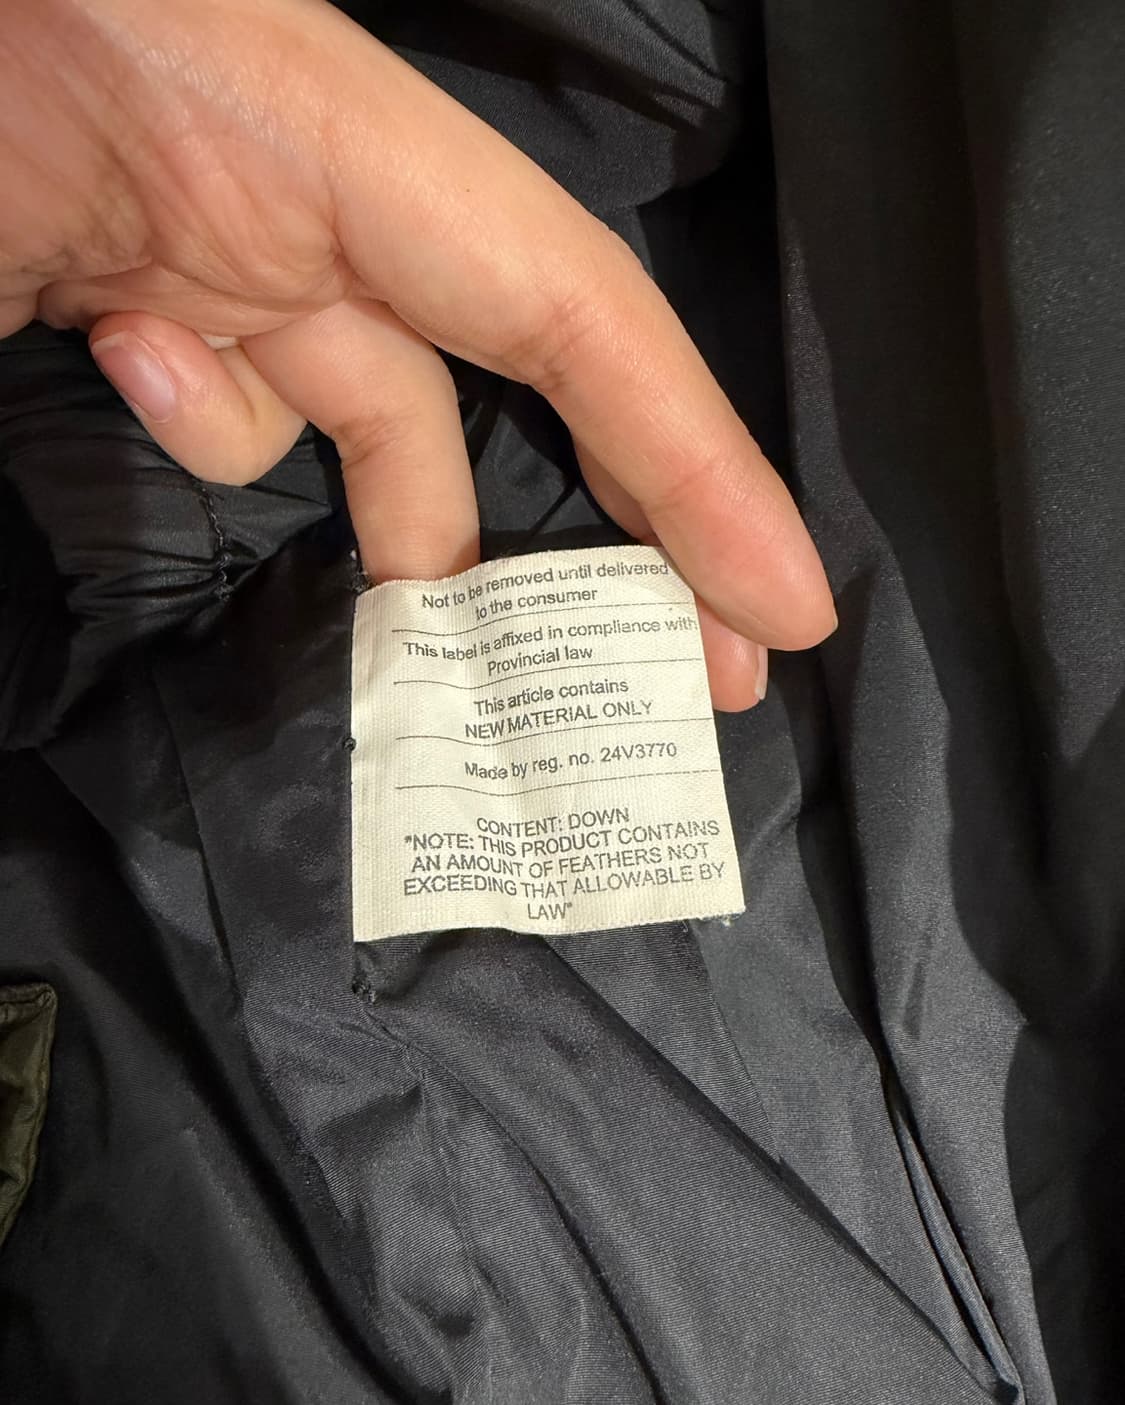 Not to be removed until delivered
to the consumer
This label is affixed in compliance with
Provincial law
This article contains
NEW MATERIAL ONLY
Made by reg. no. 24V3770
CONTENT: DOWN
"NOTE: THIS PRODUCT CONTAINS
AN AMOUNT OF FEATHERS NOT
EXCEEDING THAT ALLOWABLE BY
LAW"